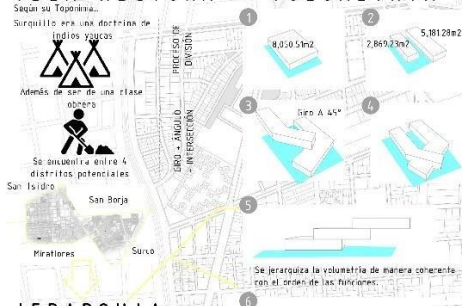 Según su Toponimia...
Surquillo era una doctrina de
indios yaucas
Además de ser de una clase
obrera
Se encuentra entre 4
distritos potenciales
San Isidro
San Borja
Miraflores
Surco
PROCESO DE
DIVISIÓN
GIRO + ÁNGULO
= INTERSECCIÓN
1
8,050.51m2
2
5,181.28m2
2,869.23m2
3
Giro A 45°
4
5
Se jerarquiza la volumetría de manera coherente
con el orden de las funciones.
6